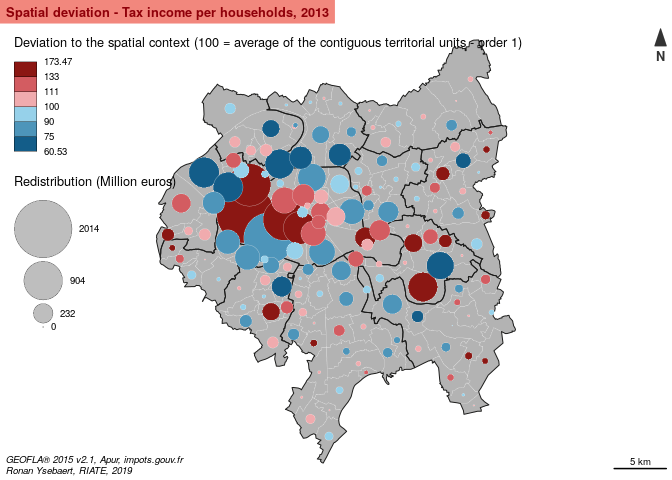 Spatial deviation - Tax income per households, 2013
Deviation to the spatial context (100 = average of the contiguous territorial units - order 1)
N
173.47
133
111
100
90
75
60.53
Redistribution (Million euros)
2014
904
232
0
GEOFLA® 2015 v2.1, Apur, impots.gouv.fr
Ronan Ysebaert, RIATE, 2019
5 km